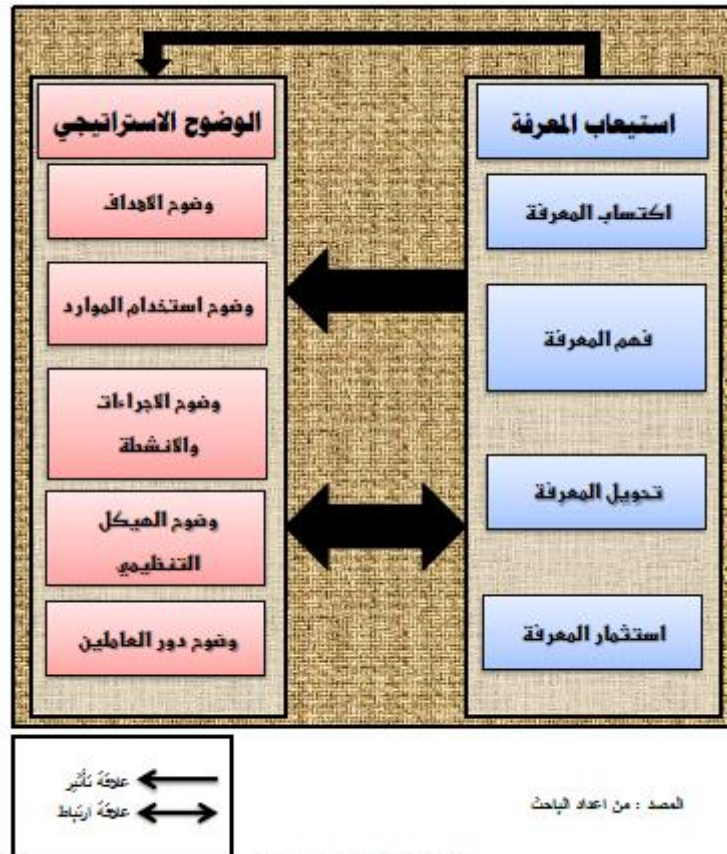 استيعاب المعرفة
اكتساب المعرفة
فهم المعرفة
تحويل المعرفة
استثمار المعرفة
الوضوح الاستراتيجي
وضوح الاهداف
وضوح استخدام الموارد
وضوح الاجراءات
والانشطة
وضوح الهيكل
التنظيمي
وضوح دور العاملين
علاقة تأثير
علاقة ارتباط
المصد : من اعداد الباحث